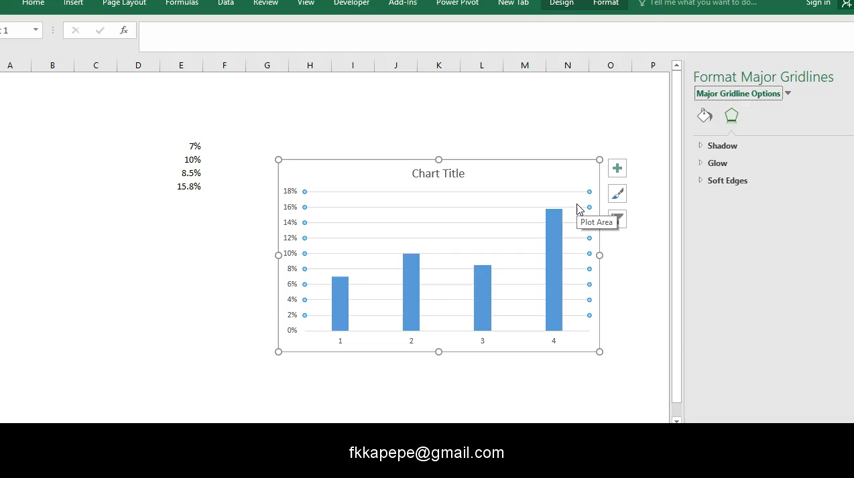 Home Insert Page Layout Formulas Data Review View Developer Add-Ins Power Pivot New Tab Design Format Tell me what you want to do... Sign in
1 fx
A B C D E F G H I J K L M N O P
Format Major Gridlines
Major Gridline Options
Shadow
Glow
Soft Edges
7%
10%
8.5%
15.8%
Chart Title
18%
16%
14%
12%
10%
8%
6%
4%
2%
0%
1 2 3 4
Plot Area
fkkapepe@gmail.com